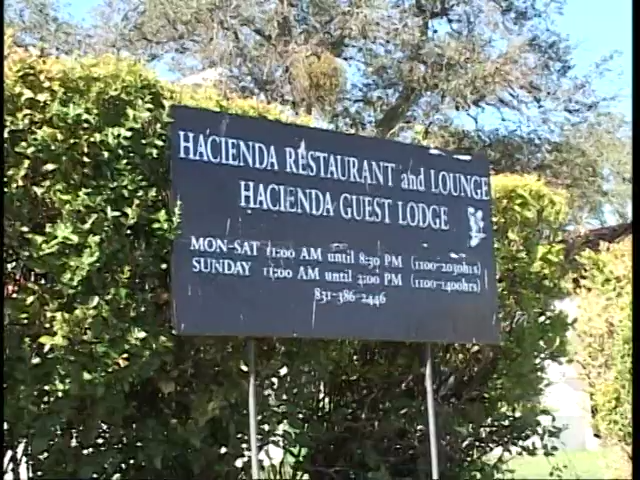 HACIENDA RESTAURANT and LOUNGE
HACIENDA GUEST LODGE
MON-SAT 11:00 AM until 8:30 PM (1100-2030hrs)
SUNDAY 11:00 AM until 2:00 PM (1100-1400hrs)
831-386-2446